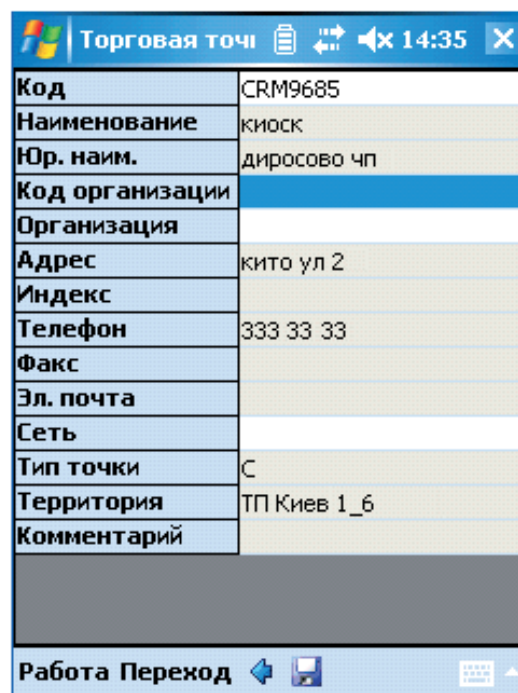 Торговая точı 14:35
Код CRM9685
Наименование киоск
Юр. наим. диросово чп
Код организации
Организация
Адрес кито ул 2
Индекс
Телефон 333 33 33
Факс
Эл. почта
Сеть
Тип точки С
Территория ТП Киев 1_6
Комментарий
Работа Переход